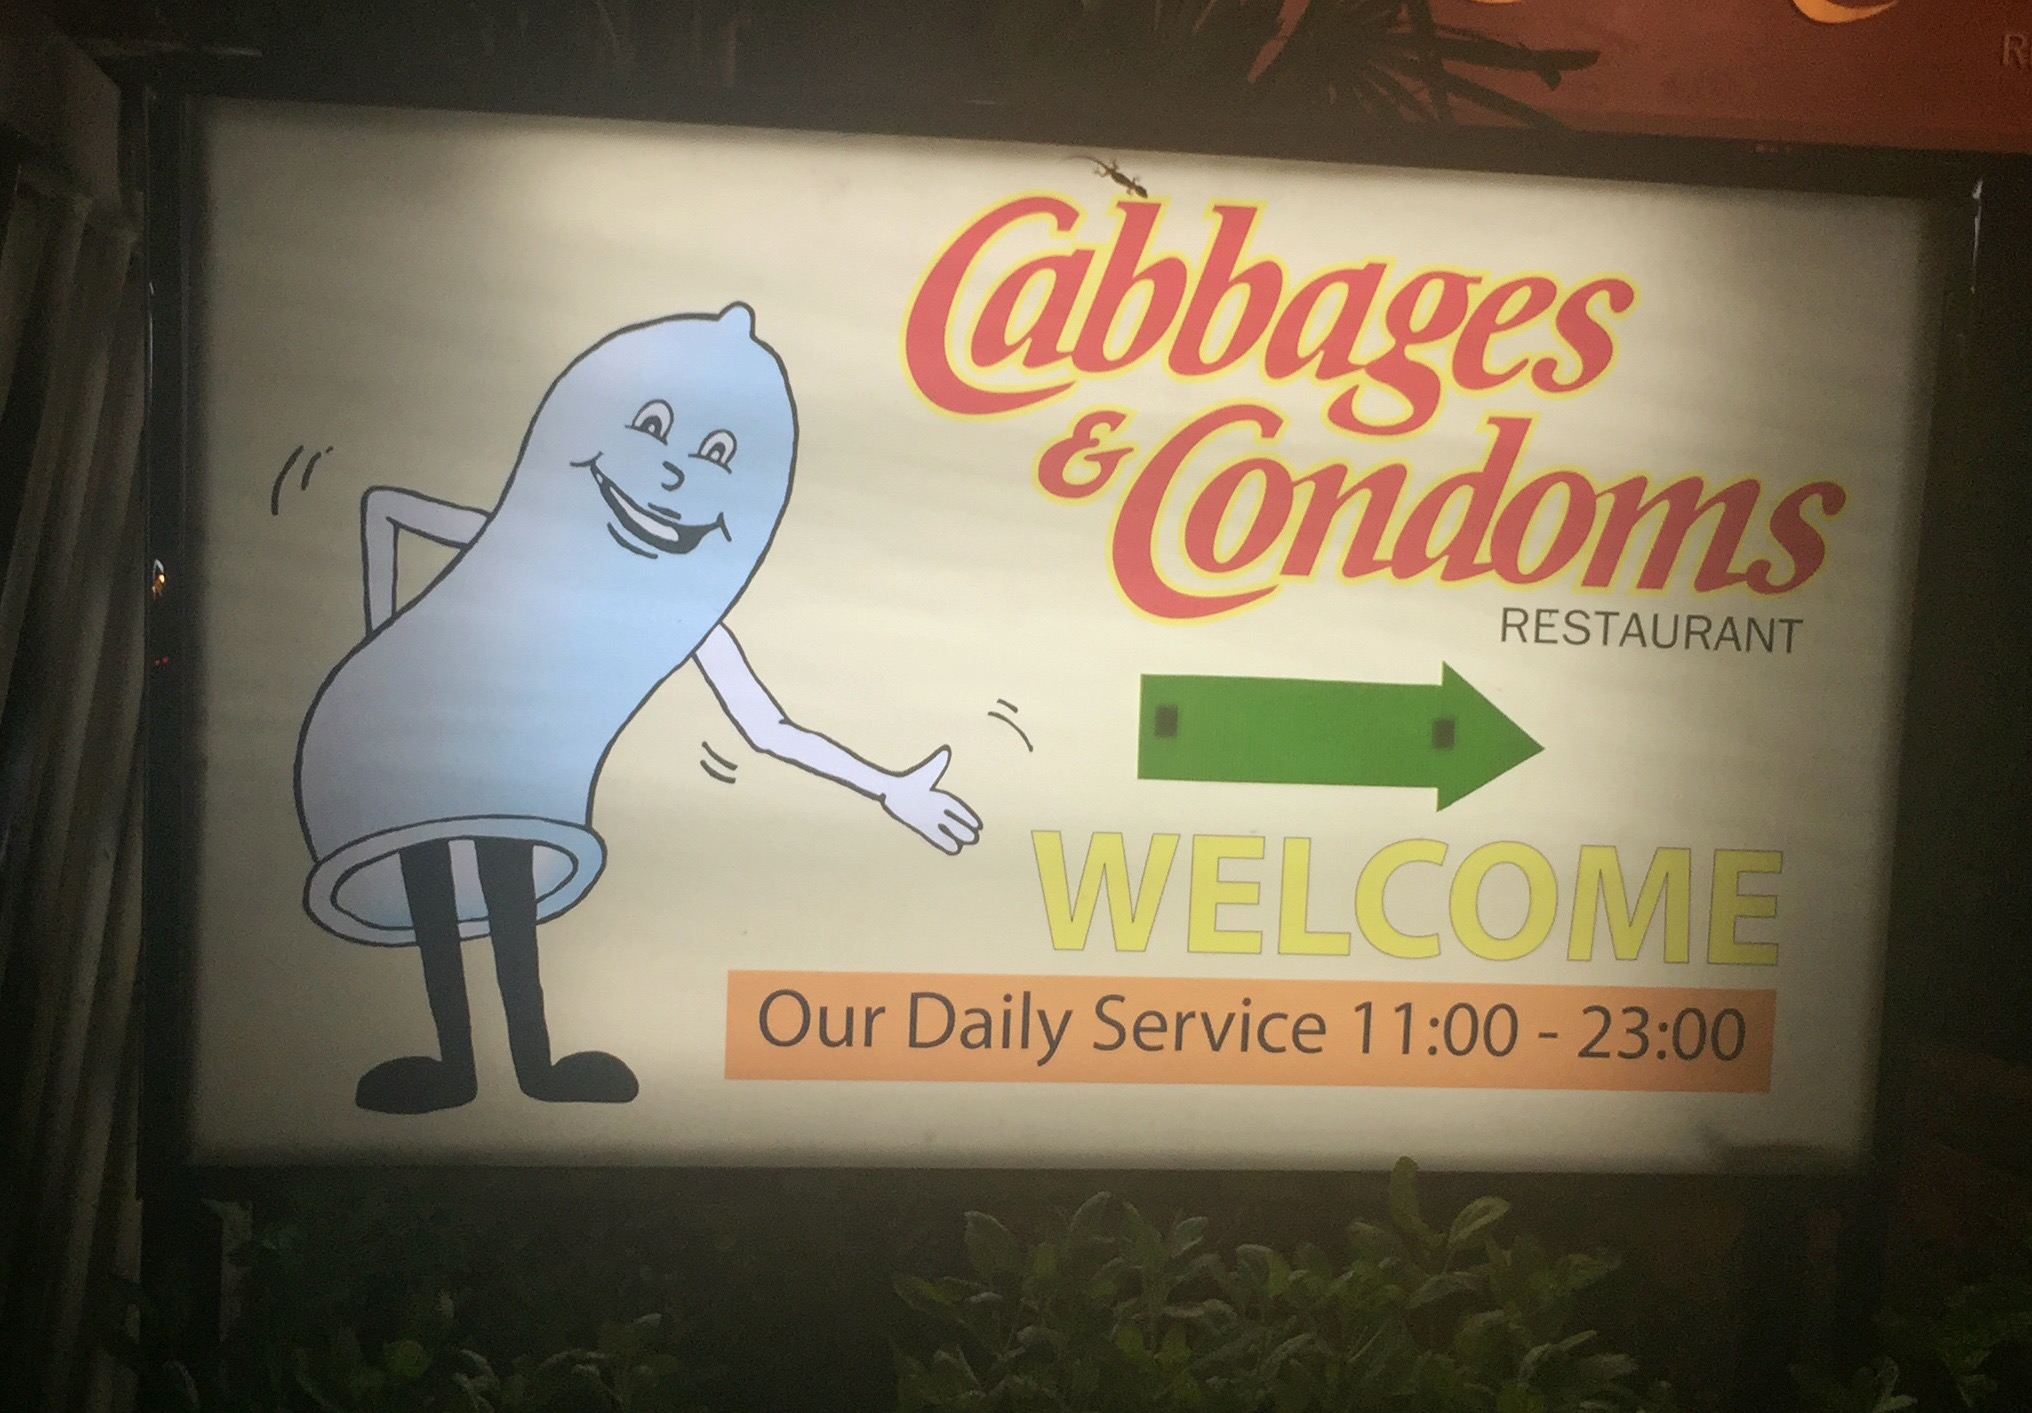 Cabbages
& Condoms
RESTAURANT
WELCOME
Our Daily Service 11:00 - 23:00